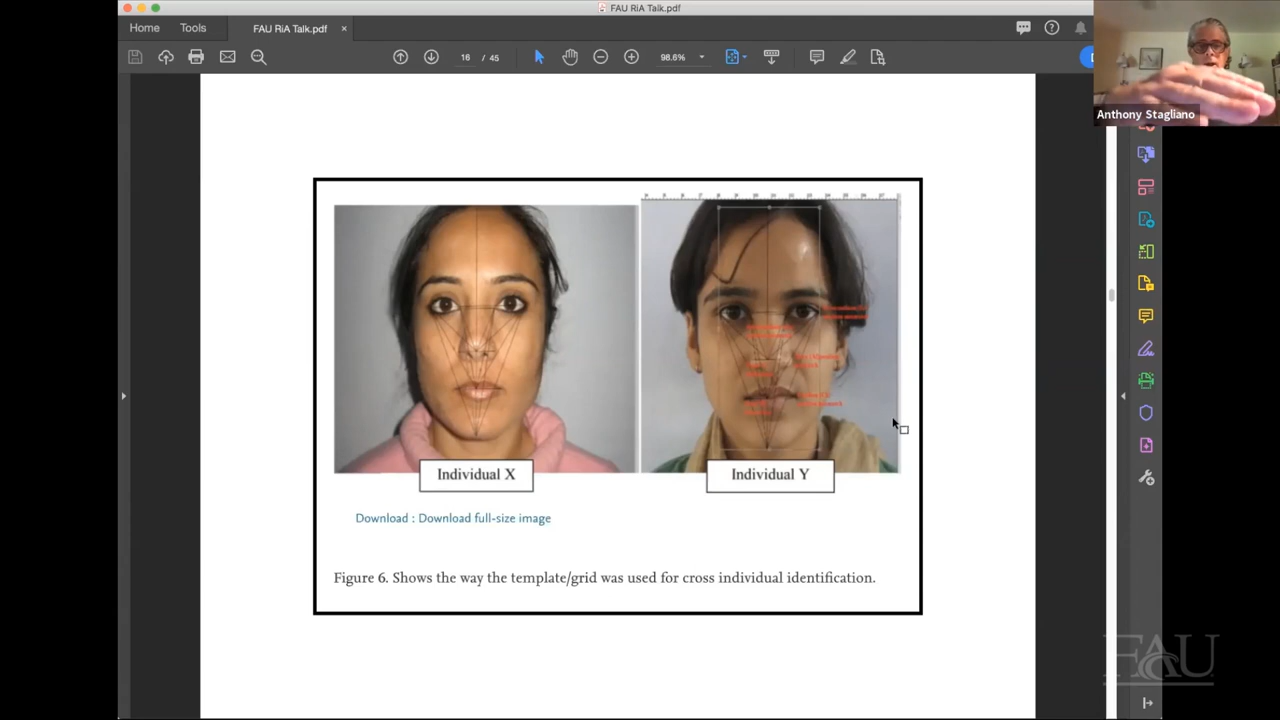 FAU RiA Talk.pdf
Home
Tools
FAU RiA Talk.pdf
×
16 / 45
98.6%
Anthony Stagliano
Individual X
Individual Y
Download : Download full-size image
Figure 6. Shows the way the template/grid was used for cross individual identification.
FAU